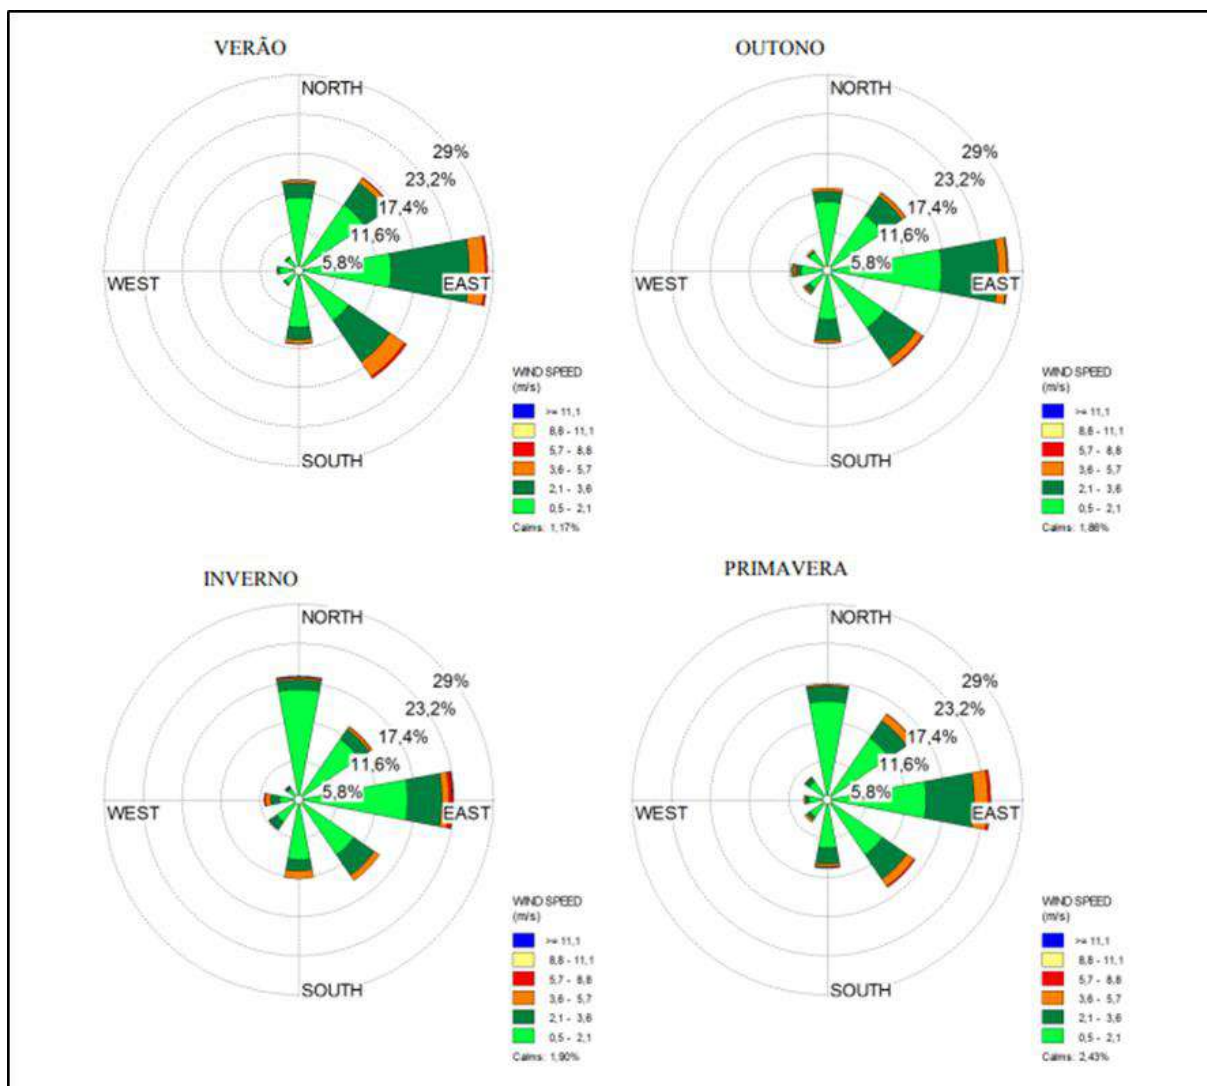 VERÃO
NORTH
29%
23,2%
17,4%
11,6%
5,8%
WEST
EAST
SOUTH
WIND SPEED
(m/s)
>= 11,1
8,8 - 11,1
5,7 - 8,8
3,6 - 5,7
2,1 - 3,6
0,5 - 2,1
Calms: 1,17%
OUTONO
NORTH
29%
23,2%
17,4%
11,6%
5,8%
WEST
EAST
SOUTH
WIND SPEED
(m/s)
>= 11,1
8,8 - 11,1
5,7 - 8,8
3,6 - 5,7
2,1 - 3,6
0,5 - 2,1
Calms: 1,86%
INVERNO
NORTH
29%
23,2%
17,4%
11,6%
5,8%
WEST
EAST
SOUTH
WIND SPEED
(m/s)
>= 11,1
8,8 - 11,1
5,7 - 8,8
3,6 - 5,7
2,1 - 3,6
0,5 - 2,1
Calms: 1,90%
PRIMAVERA
NORTH
29%
23,2%
17,4%
11,6%
5,8%
WEST
EAST
SOUTH
WIND SPEED
(m/s)
>= 11,1
8,8 - 11,1
5,7 - 8,8
3,6 - 5,7
2,1 - 3,6
0,5 - 2,1
Calms: 2,43%